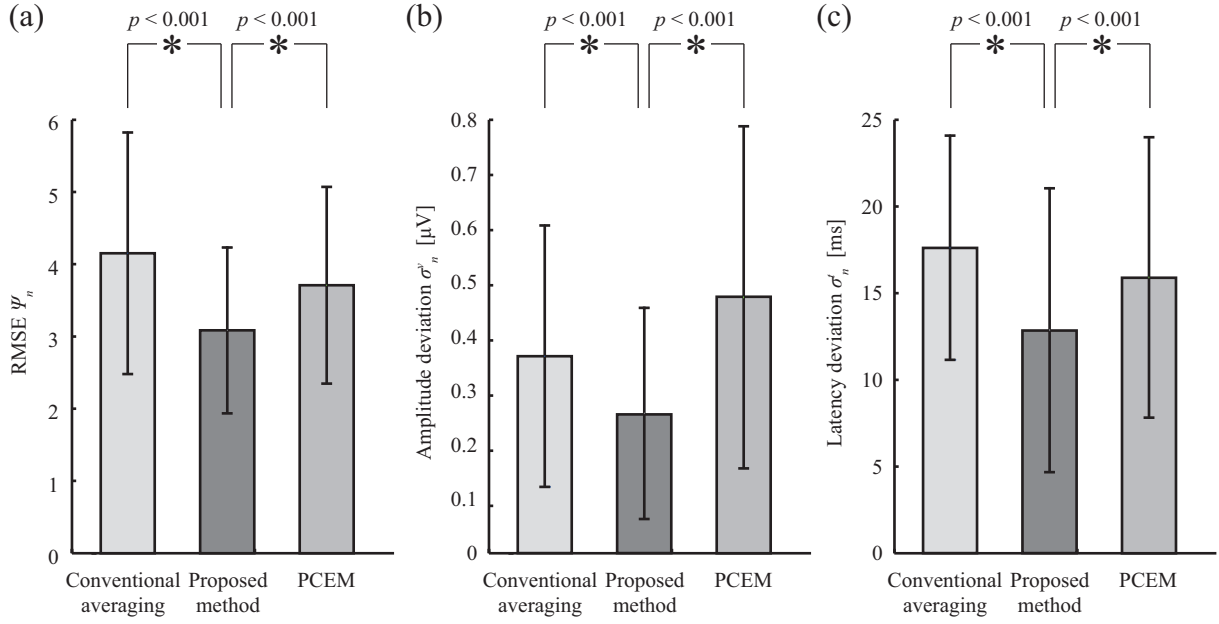 (a)
p < 0.001 p < 0.001
* *
RMSE Ψn
6
5
4
3
2
1
0
Conventional averaging
Proposed method
PCEM
(b)
p < 0.001 p < 0.001
* *
Amplitude deviation σᵛn [μV]
0.8
0.7
0.6
0.5
0.4
0.3
0.2
0.1
0
Conventional averaging
Proposed method
PCEM
(c)
p < 0.001 p < 0.001
* *
Latency deviation σᵗn [ms]
25
20
15
10
5
0
Conventional averaging
Proposed method
PCEM